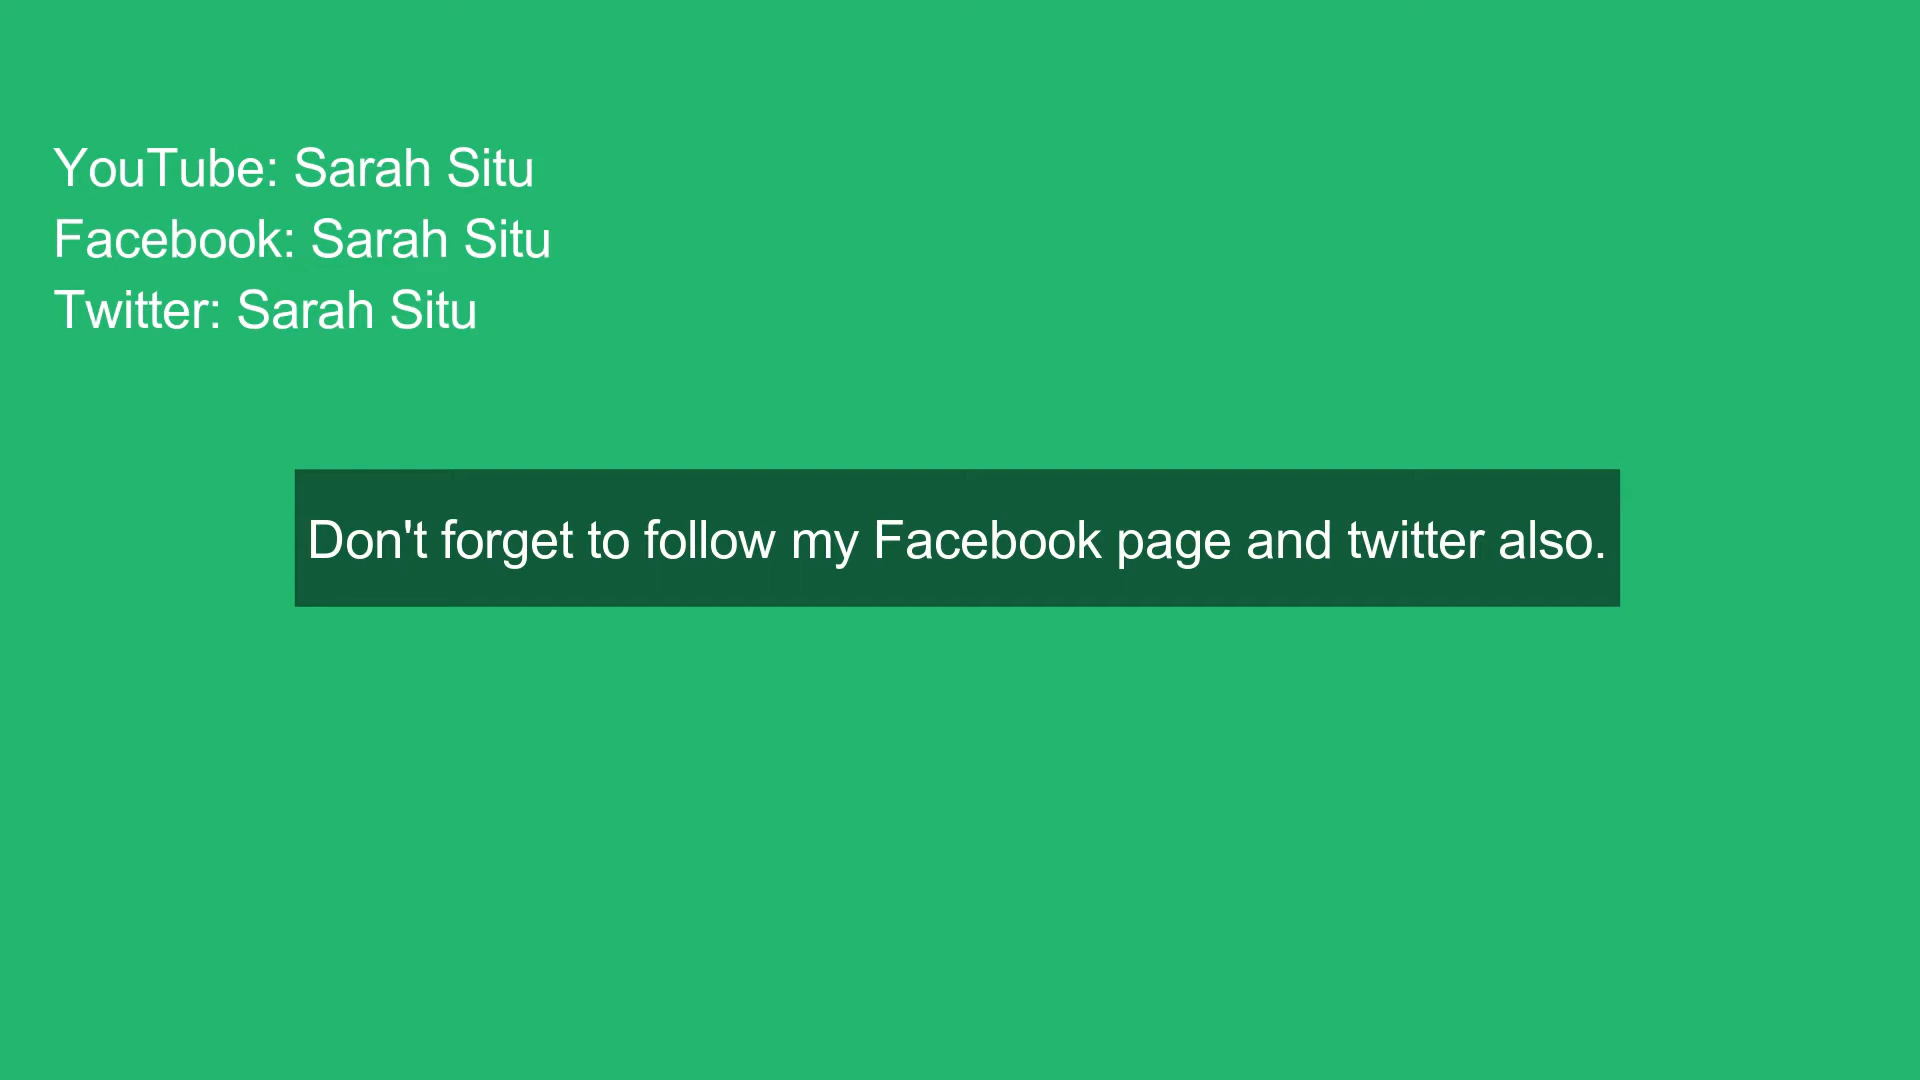 YouTube: Sarah Situ
Facebook: Sarah Situ
Twitter: Sarah Situ
Don't forget to follow my Facebook page and twitter also.